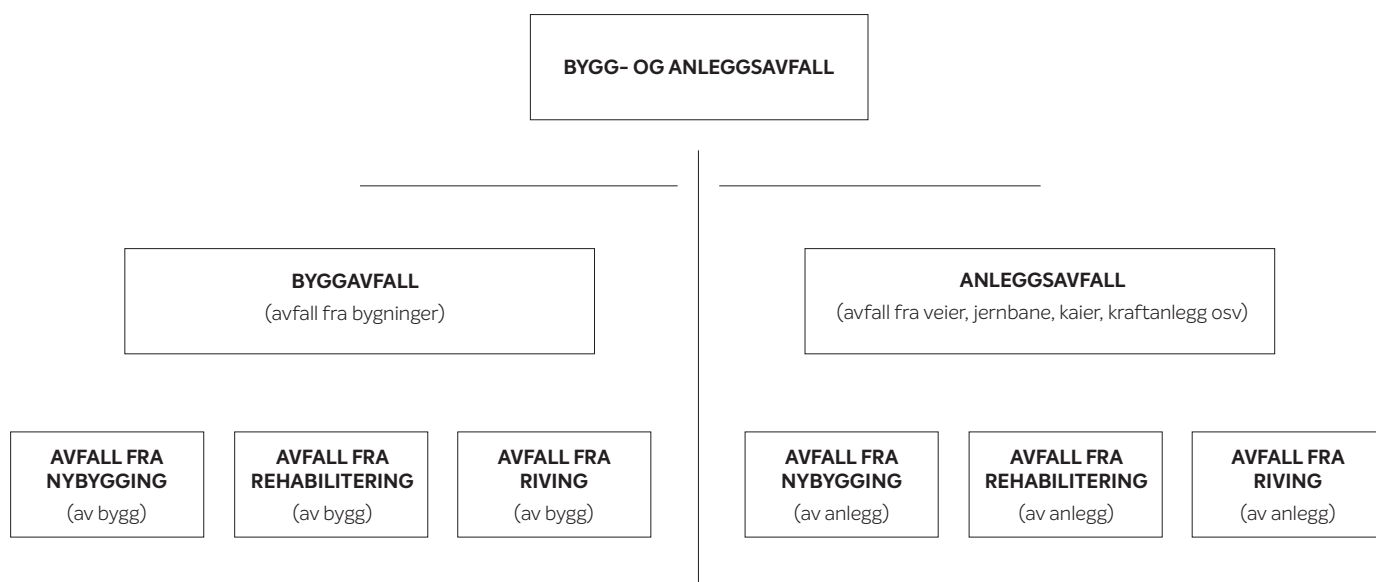 BYGG- OG ANLEGGSAVFALL
BYGGAVFALL
(avfall fra bygninger)
ANLEGGSAVFALL
(avfall fra veier, jernbane, kaier, kraftanlegg osv)
AVFALL FRA
NYBYGGING
(av bygg)
AVFALL FRA
REHABILITERING
(av bygg)
AVFALL FRA
RIVING
(av bygg)
AVFALL FRA
NYBYGGING
(av anlegg)
AVFALL FRA
REHABILITERING
(av anlegg)
AVFALL FRA
RIVING
(av anlegg)